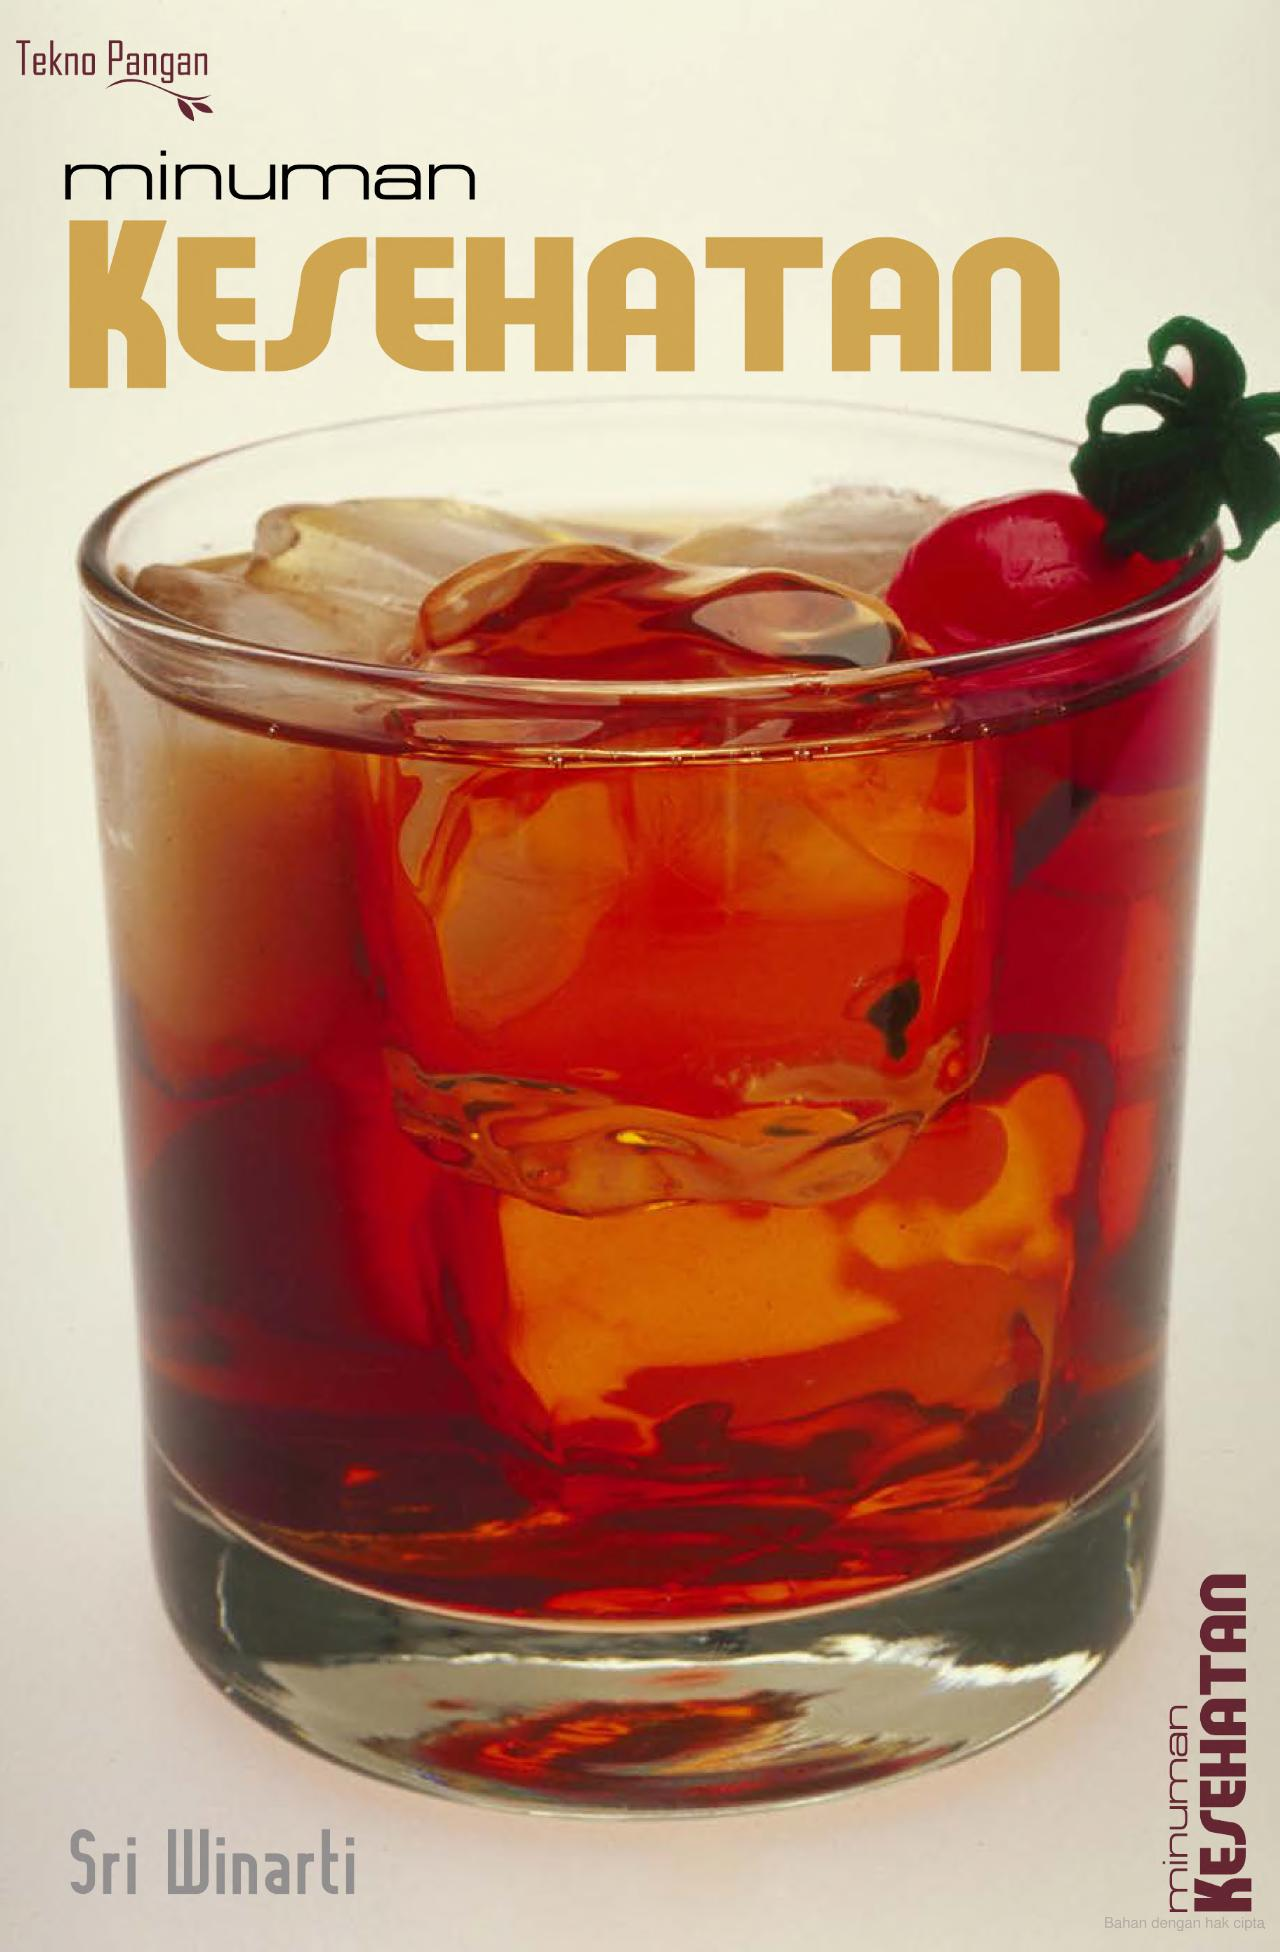 Tekno Pangan
minuman
KESEHATAN
Sri Winarti
minuman
KESEHATAN
Bahan dengan hak cipta